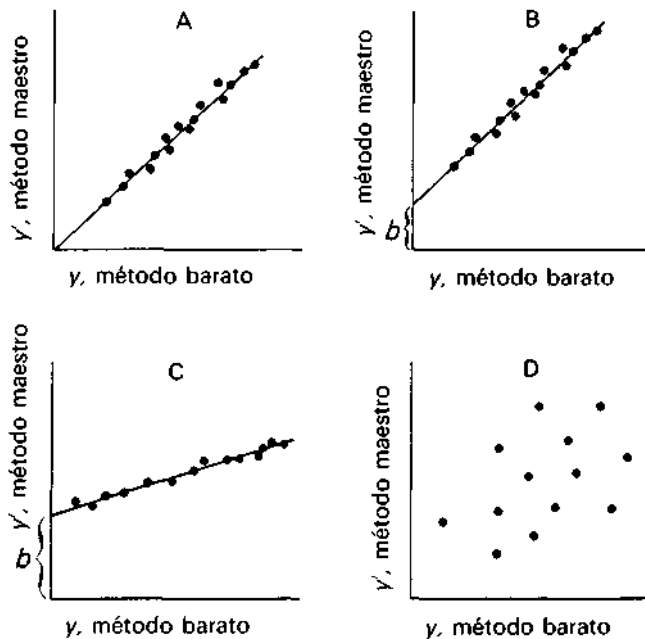 A
y', método maestro
y, método barato
B
y', método maestro
b
y, método barato
C
y', método maestro
b
y, método barato
D
y', método maestro
y, método barato